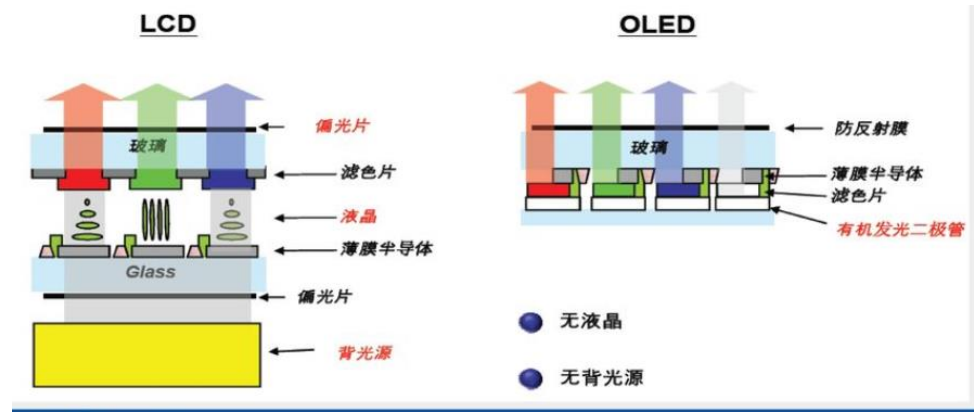 LCD
偏光片
玻璃
滤色片
液晶
薄膜半导体
Glass
偏光片
背光源
OLED
防反射膜
玻璃
薄膜半导体
滤色片
有机发光二极管
无液晶
无背光源